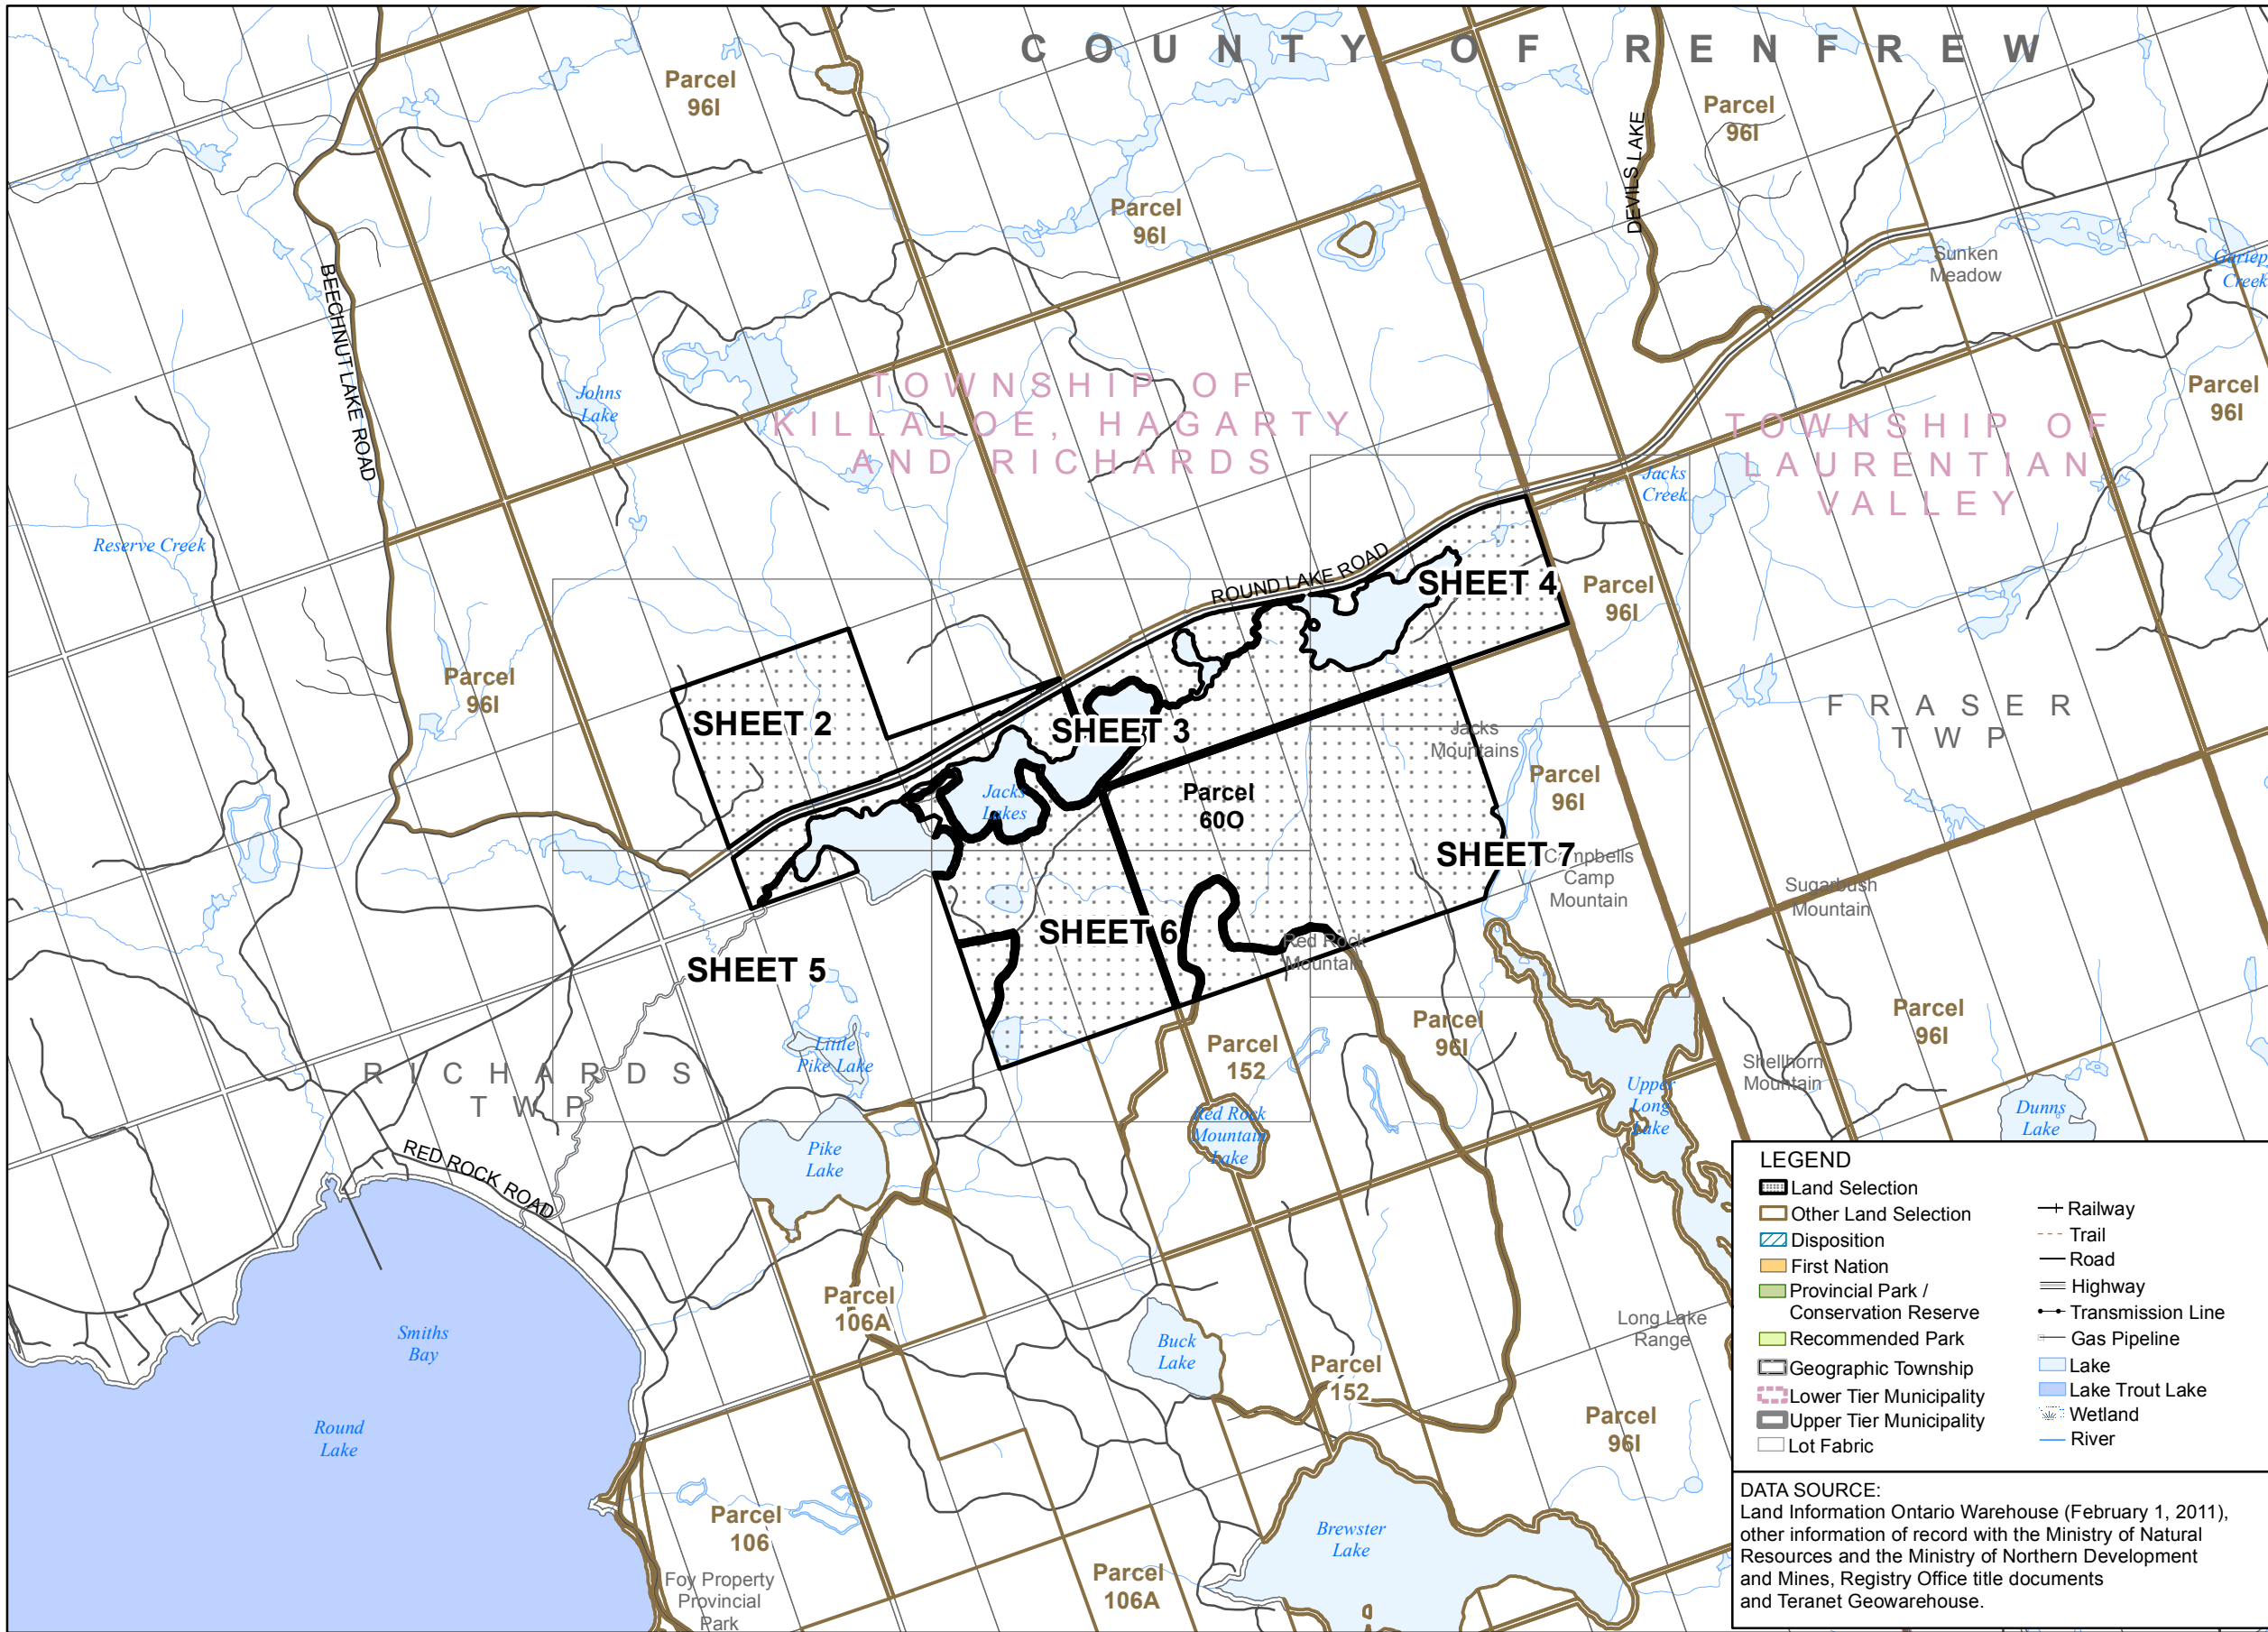 COUNTY OF RENFREW
Parcel
96I
Parcel
96I
DEVILS LAKE
Parcel
96I
Sunken
Meadow
Creek
BEECHNUT LAKE ROAD
Johns
Lake
TOWNSHIP OF
KILLALOE, HAGARTY
AND RICHARDS
Parcel
96I
TOWNSHIP OF
LAURENTIAN
VALLEY
Jacks
Creek
Reserve Creek
ROUND LAKE ROAD
SHEET 4
Parcel
96I
Parcel
96I
SHEET 2
SHEET 3
Jacks
Mountains
FRASER
TWP
Parcel
96I
Jacks
Lakes
Parcel
60O
SHEET 7
Campbells
Camp
Mountain
Sugarbush
Mountain
SHEET 6
Red Rock
Mountain
SHEET 5
Parcel
96I
Parcel
96I
Little
Pike Lake
Parcel
152
RICHARDS
TWP
Shellhorn
Mountain
Upper
Long
Lake
Dunns
Lake
Red Rock
Mountain
Lake
Pike
Lake
RED ROCK ROAD
Parcel
106A
Smiths
Bay
Buck
Lake
Long Lake
Range
Parcel
152
Round
Lake
Parcel
96I
Parcel
106
Brewster
Lake
Foy Property
Provincial
Park
Parcel
106A
LEGEND
Land Selection
Other Land Selection
Disposition
First Nation
Provincial Park /
Conservation Reserve
Recommended Park
Geographic Township
Lower Tier Municipality
Upper Tier Municipality
Lot Fabric
Railway
Trail
Road
Highway
Transmission Line
Gas Pipeline
Lake
Lake Trout Lake
Wetland
River
DATA SOURCE:
Land Information Ontario Warehouse (February 1, 2011),
other information of record with the Ministry of Natural
Resources and the Ministry of Northern Development
and Mines, Registry Office title documents
and Teranet Geowarehouse.